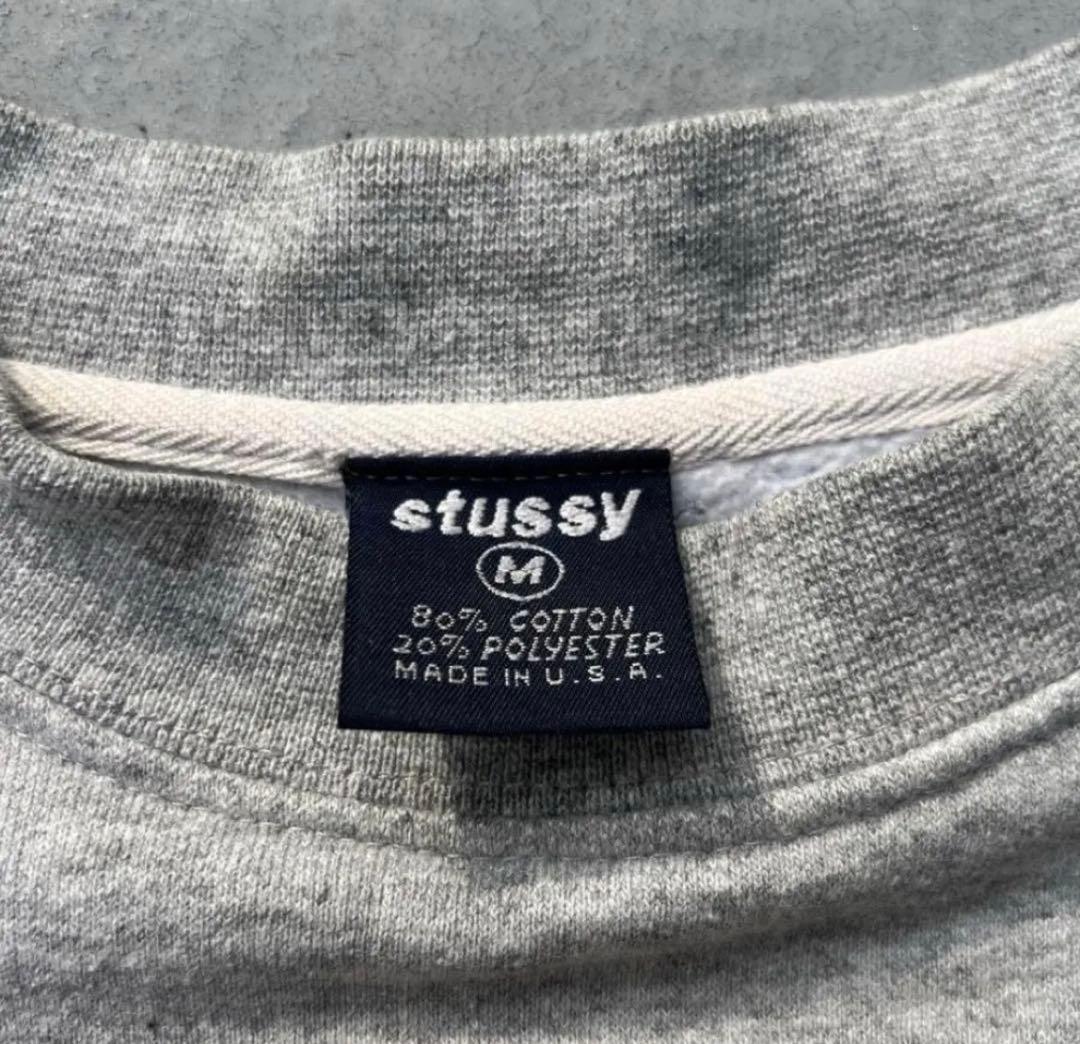 stussy
M
80% COTTON
20% POLYESTER
MADE IN U.S.A.